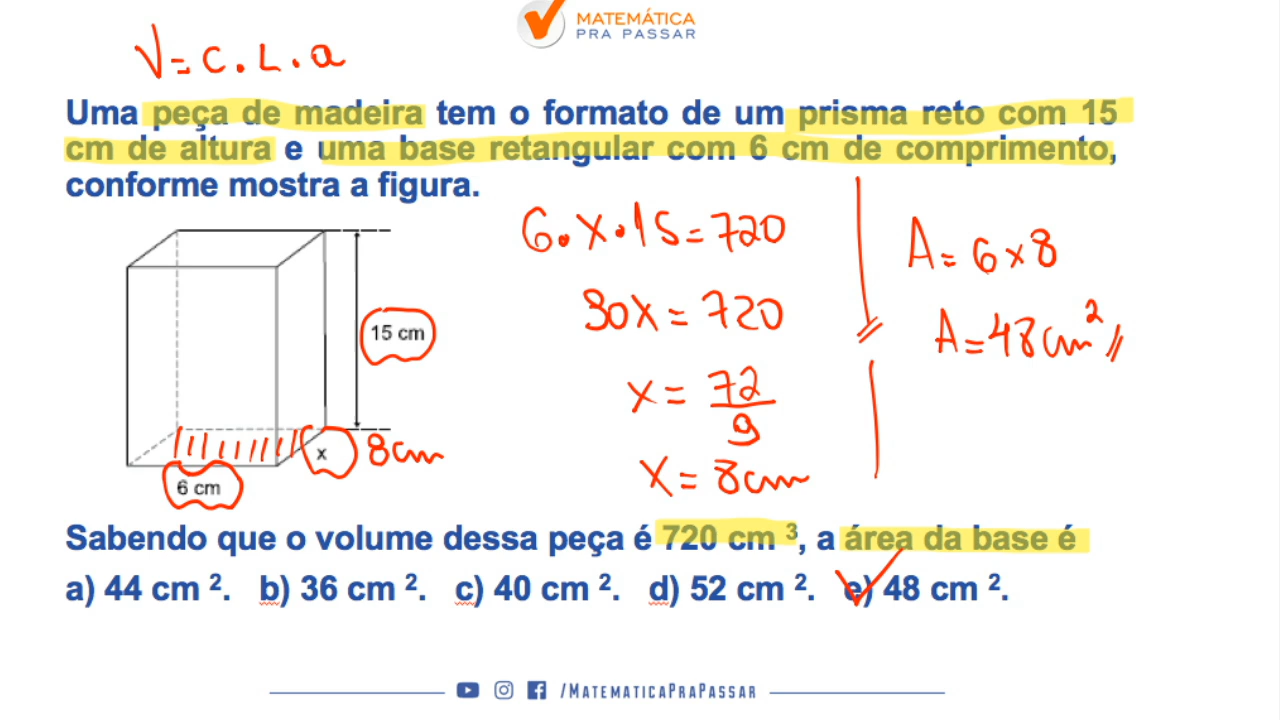 MATEMÁTICA
PRA PASSAR
V = C . L . a
Uma peça de madeira tem o formato de um prisma reto com 15
cm de altura e uma base retangular com 6 cm de comprimento,
conforme mostra a figura.
6 . x . 15 = 720
90x = 720
x = 72/9
x = 8cm
A = 6 x 8
A = 48cm²//
15 cm
x
8cm
6 cm
Sabendo que o volume dessa peça é 720 cm ³, a área da base é
a) 44 cm ². b) 36 cm ². c) 40 cm ². d) 52 cm ². e) 48 cm ².
/MATEMATICAPRAPASSAR